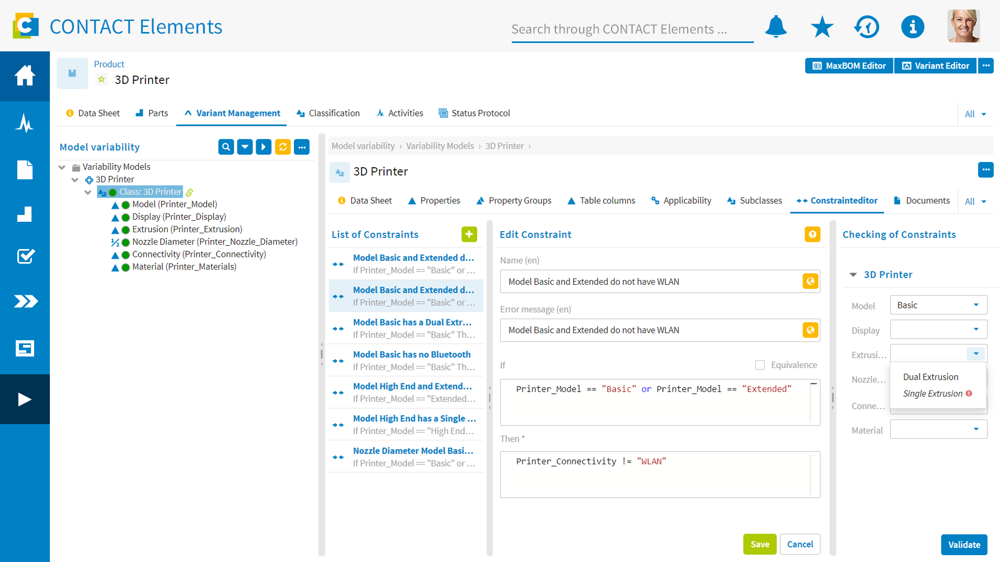 CONTACT Elements
Search through CONTACT Elements ...
Product
3D Printer
MaxBOM Editor
Variant Editor
Data Sheet
Parts
Variant Management
Classification
Activities
Status Protocol
All
Model variability
Variability Models
3D Printer
Class: 3D Printer
Model (Printer_Model)
Display (Printer_Display)
Extrusion (Printer_Extrusion)
Nozzle Diameter (Printer_Nozzle_Diameter)
Connectivity (Printer_Connectivity)
Material (Printer_Materials)
Model variability › Variability Models › 3D Printer ›
3D Printer
Data Sheet
Properties
Property Groups
Table columns
Applicability
Subclasses
Constrainteditor
Documents
All
List of Constraints
Model Basic and Extended d...
If Printer_Model == "Basic" or ...
Model Basic and Extended d...
If Printer_Model == "Basic" or ...
Model Basic has a Dual Extr...
If Printer_Model == "Basic" Th...
Model Basic has no Bluetooth
If Printer_Model == "Basic" Th...
Model High End and Extend...
If Printer_Model == "Extended...
Model High End has a Single ...
If Printer_Model == "High End...
Nozzle Diameter Model Basi...
If Printer_Model == "Basic" or ...
Edit Constraint
Name (en)
Model Basic and Extended do not have WLAN
Error message (en)
Model Basic and Extended do not have WLAN
If
Equivalence
Printer_Model == "Basic" or Printer_Model == "Extended"
Then *
Printer_Connectivity != "WLAN"
Save
Cancel
Checking of Constraints
3D Printer
Model
Basic
Display
Extrusi...
Dual Extrusion
Single Extrusion
Nozzle...
Conne...
Material
Validate